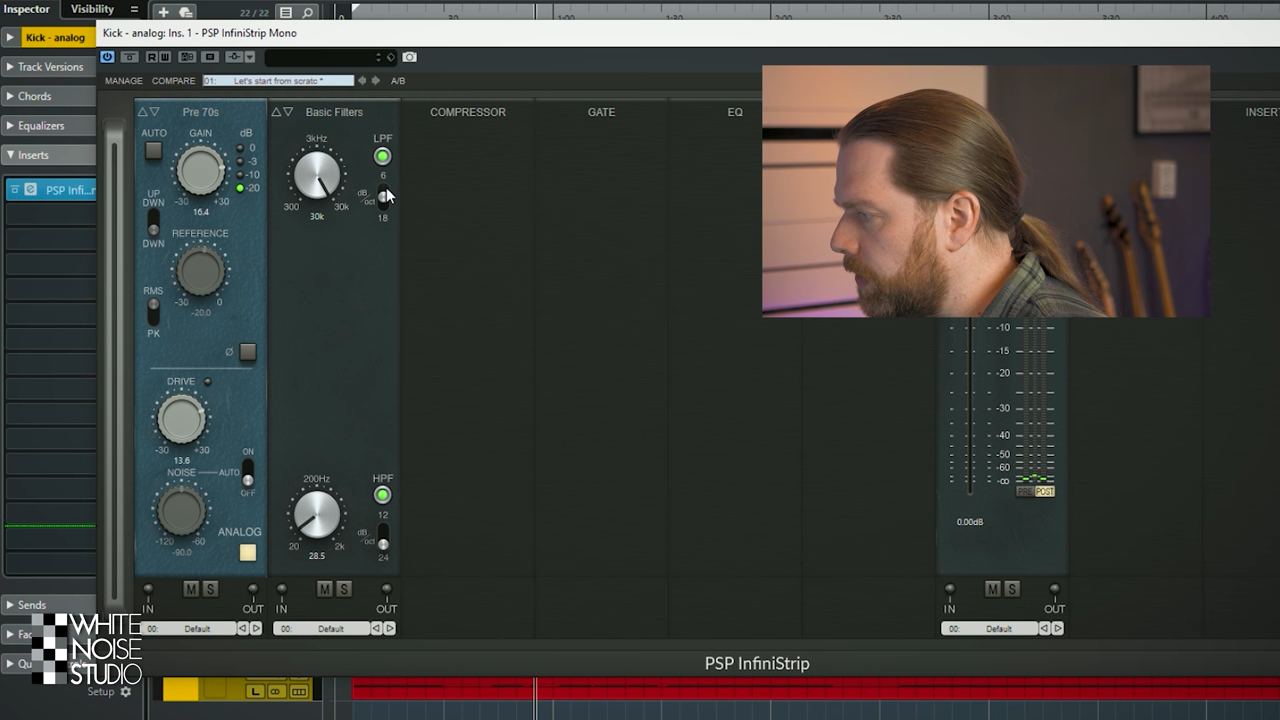 Inspector Visibility
22 / 22
1:00
3:00
Kick - analog
Kick - analog: Ins. 1 - PSP InfiniStrip Mono
Track Versions
R W
MANAGE COMPARE 01: Let's start from scratc * A/B
Chords
Equalizers
Inserts
PSP Infi...r
Pre 70s Basic Filters COMPRESSOR GATE EQ INSER
AUTO GAIN dB
0
-3
-10
-20
-30 +30
16.4
UP
DWN
DWN
REFERENCE
-30 0
-20.0
RMS
PK
Ø
DRIVE
-30 +30
13.6
ON
NOISE AUTO
OFF
-120 -60
-90.0
ANALOG
3kHz LPF
6
dB/oct
300 30k 18
30k
200Hz HPF
12
dB/oct
20 2k 24
28.5
-10
-15
-20
-30
-40
-50
-60
-∞
PRE POST
0.00dB
M S M S M S
IN OUT IN OUT IN OUT
00: Default 00: Default 00: Default
Sends
WHITE
NOISE
STUDIO
Setup
PSP InfiniStrip
L